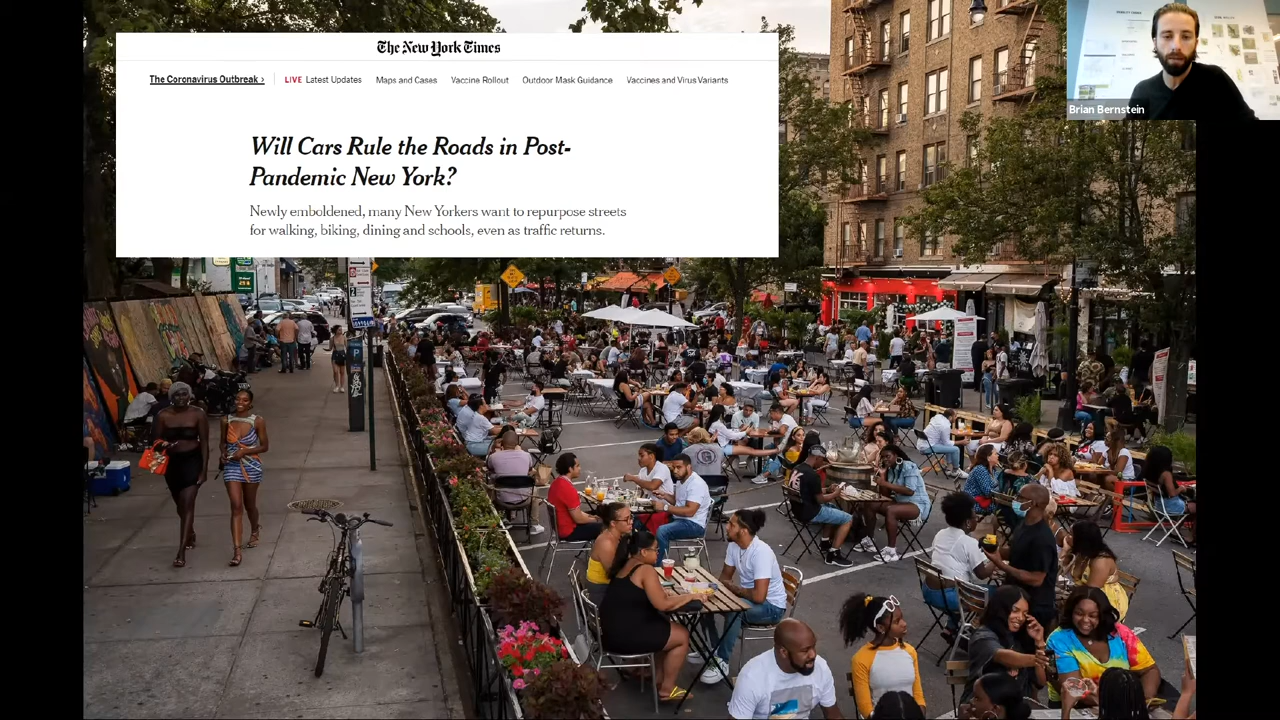 The New York Times
The Coronavirus Outbreak ›
LIVE Latest Updates
Maps and Cases
Vaccine Rollout
Outdoor Mask Guidance
Vaccines and Virus Variants
Will Cars Rule the Roads in Post-
Pandemic New York?
Newly emboldened, many New Yorkers want to repurpose streets
for walking, biking, dining and schools, even as traffic returns.
Brian Bernstein
P